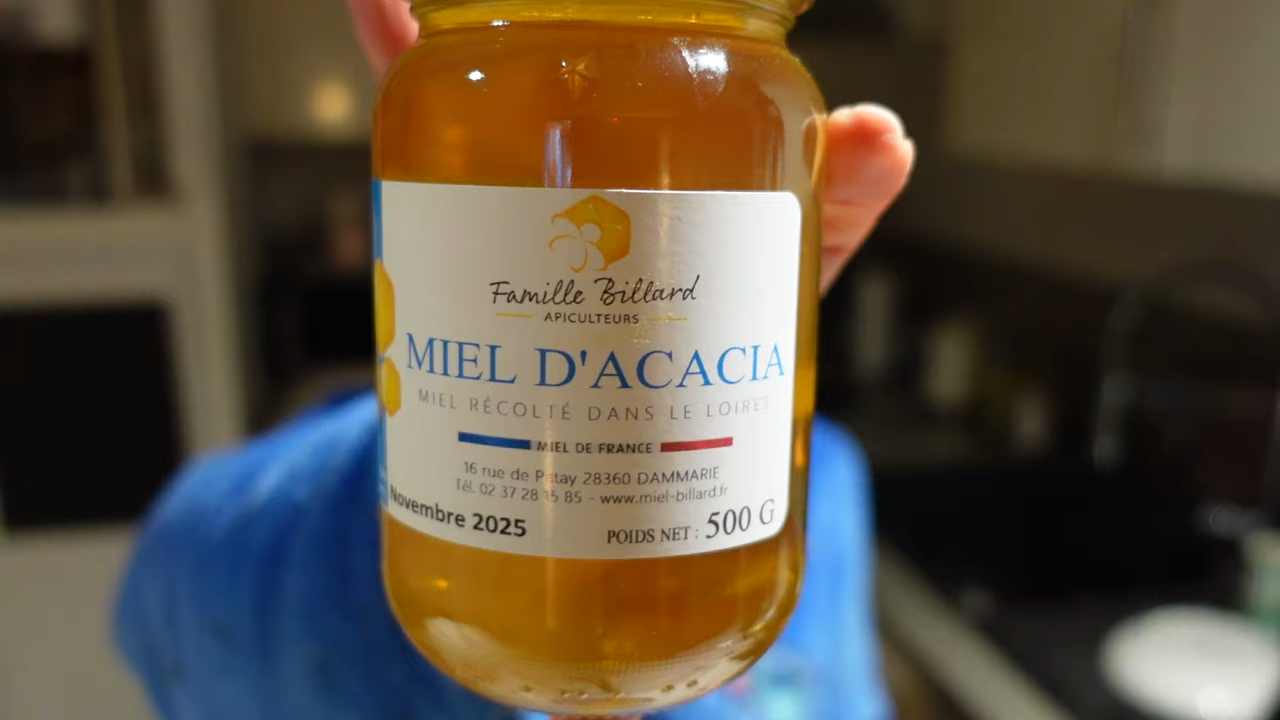 Famille Billard
APICULTEURS
MIEL D'ACACIA
MIEL RÉCOLTÉ DANS LE LOIRET
MIEL DE FRANCE
16 rue de Patay 28360 DAMMARIE
Tél. 02 37 28 15 85 - www.miel-billard.fr
Novembre 2025
POIDS NET : 500 G